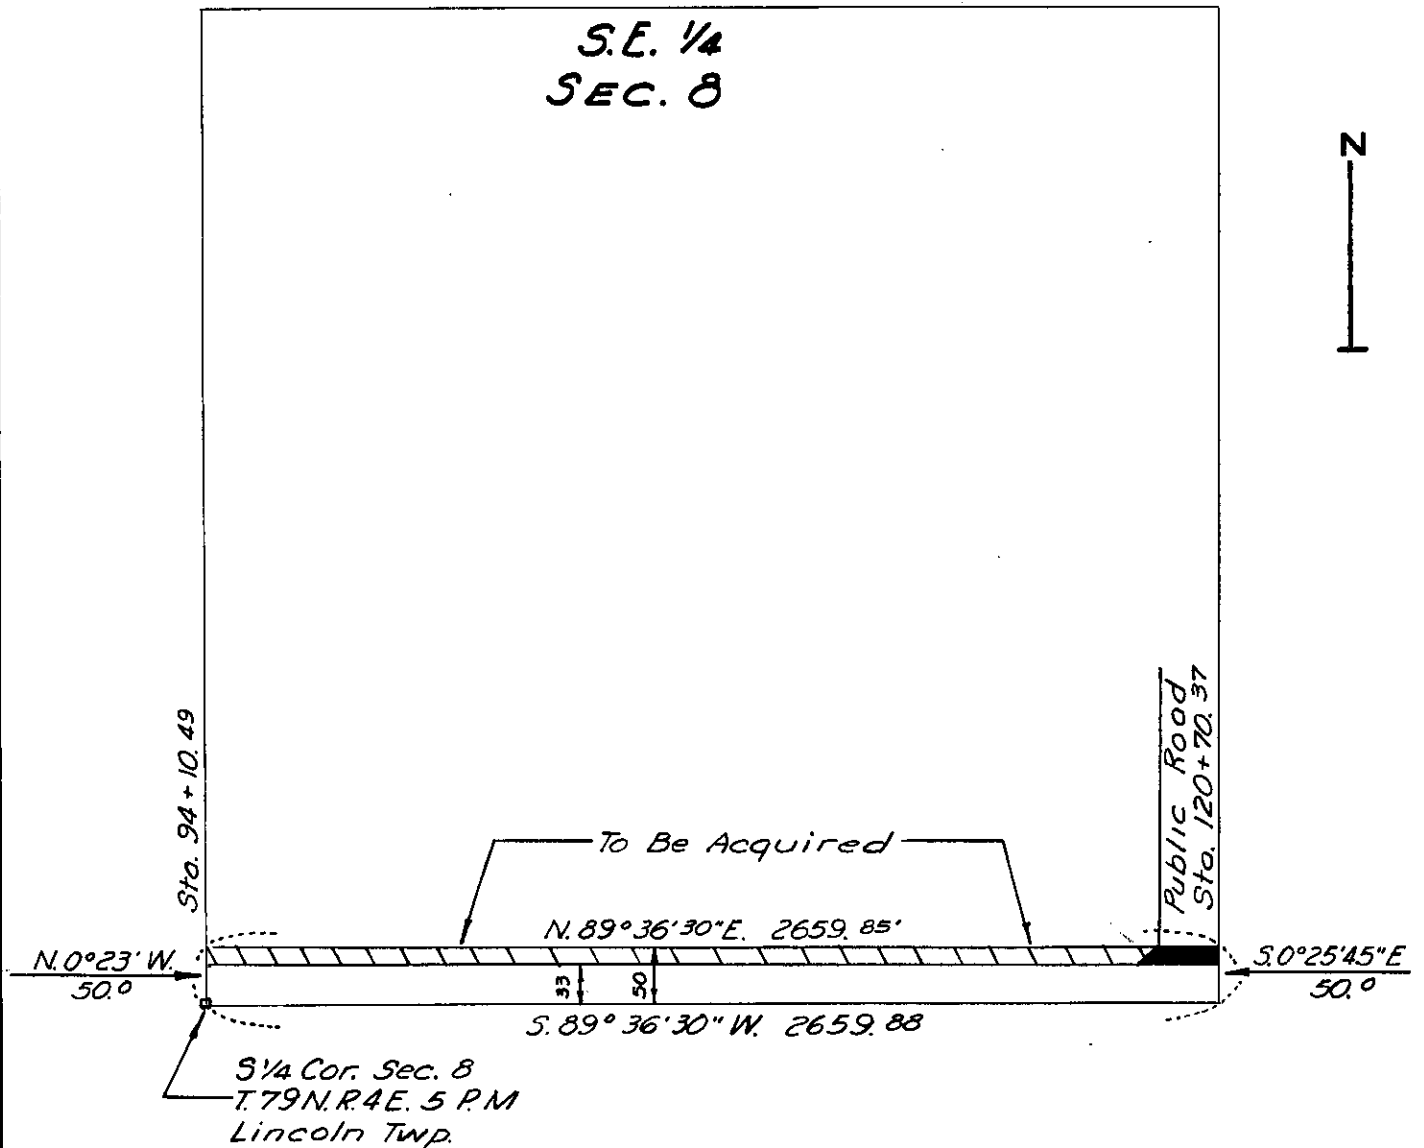 S.E. 1/4
SEC. 8
N
Sta. 94+10.49
Public Road
Sta. 120+70.37
To Be Acquired
N. 89°36'30"E. 2659.85'
N. 0°23' W.
50.0
S. 0°25'45"E
50.0
33
50
S. 89°36'30"W. 2659.88
S 1/4 Cor. Sec. 8
T. 79 N. R. 4 E. 5 P.M
Lincoln Twp.